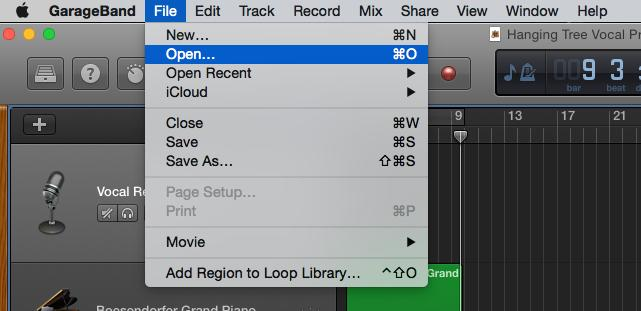 GarageBand File Edit Track Record Mix Share View Window Help
New... ⌘N
Hanging Tree Vocal Pr
Open... ⌘O
Open Recent ▶
iCloud ▶
9 3
bar beat
Close ⌘W
9 13 17 21
Save ⌘S
Save As... ⇧⌘S
Page Setup...
Vocal Re
Print ⌘P
Movie ▶
Add Region to Loop Library... ^⇧O
Grand
Boesendorfer Grand Piano